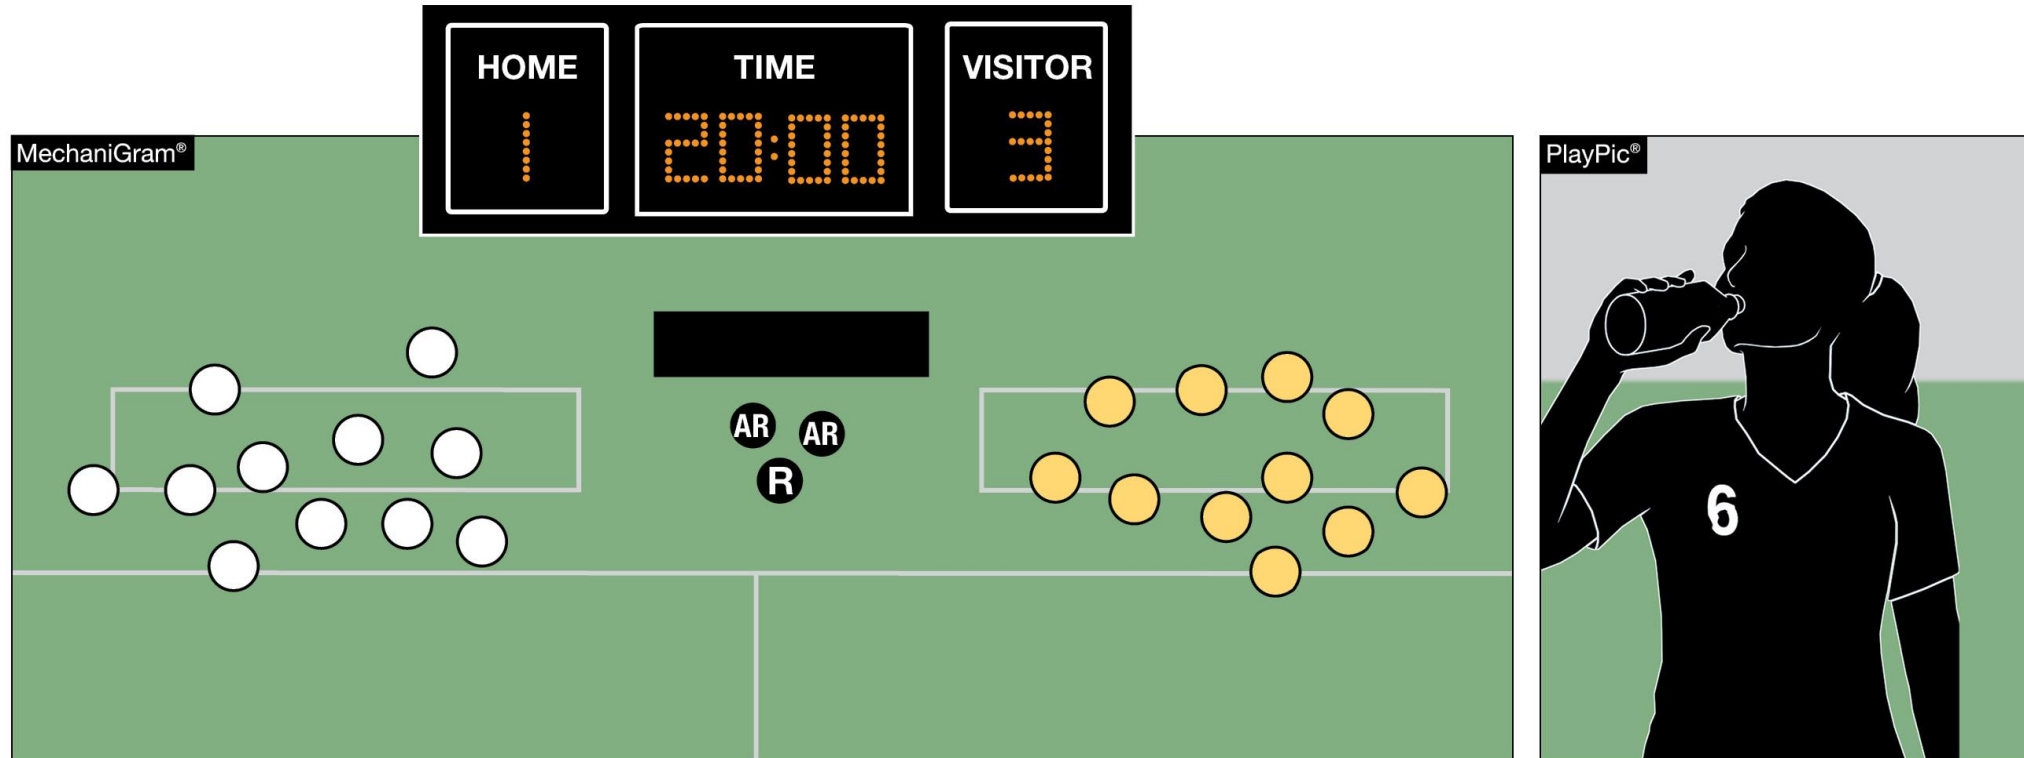 HOME TIME VISITOR
1 20:00 3
MechaniGram®
PlayPic®
AR AR
R
6